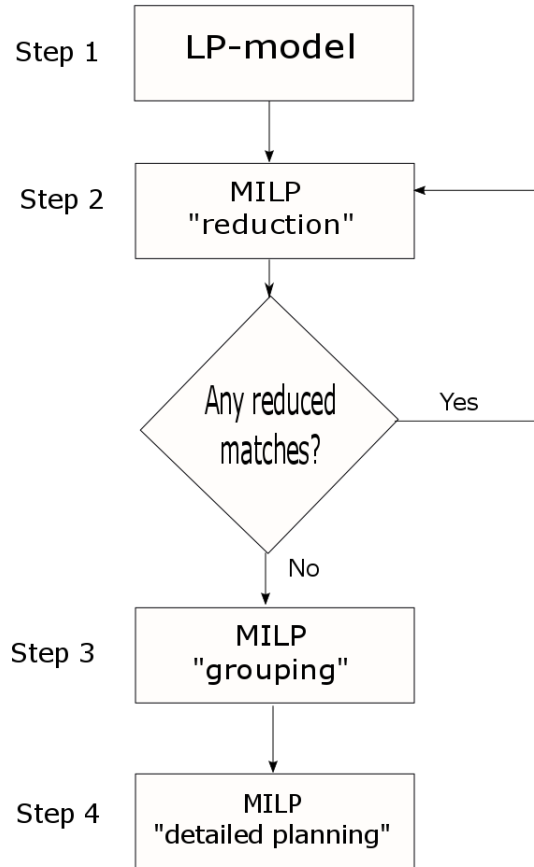 Step 1
LP-model
Step 2
MILP
"reduction"
Any reduced
matches?
Yes
No
Step 3
MILP
"grouping"
Step 4
MILP
"detailed planning"